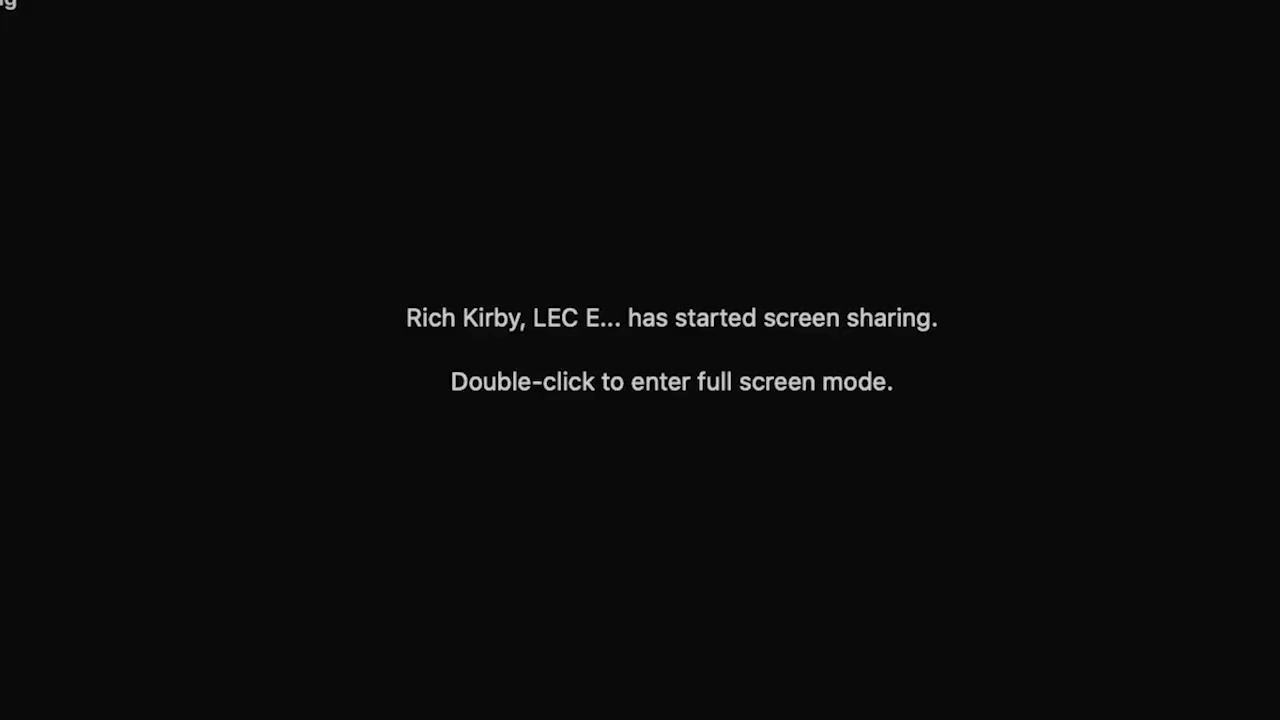 Rich Kirby, LEC E... has started screen sharing.
Double-click to enter full screen mode.